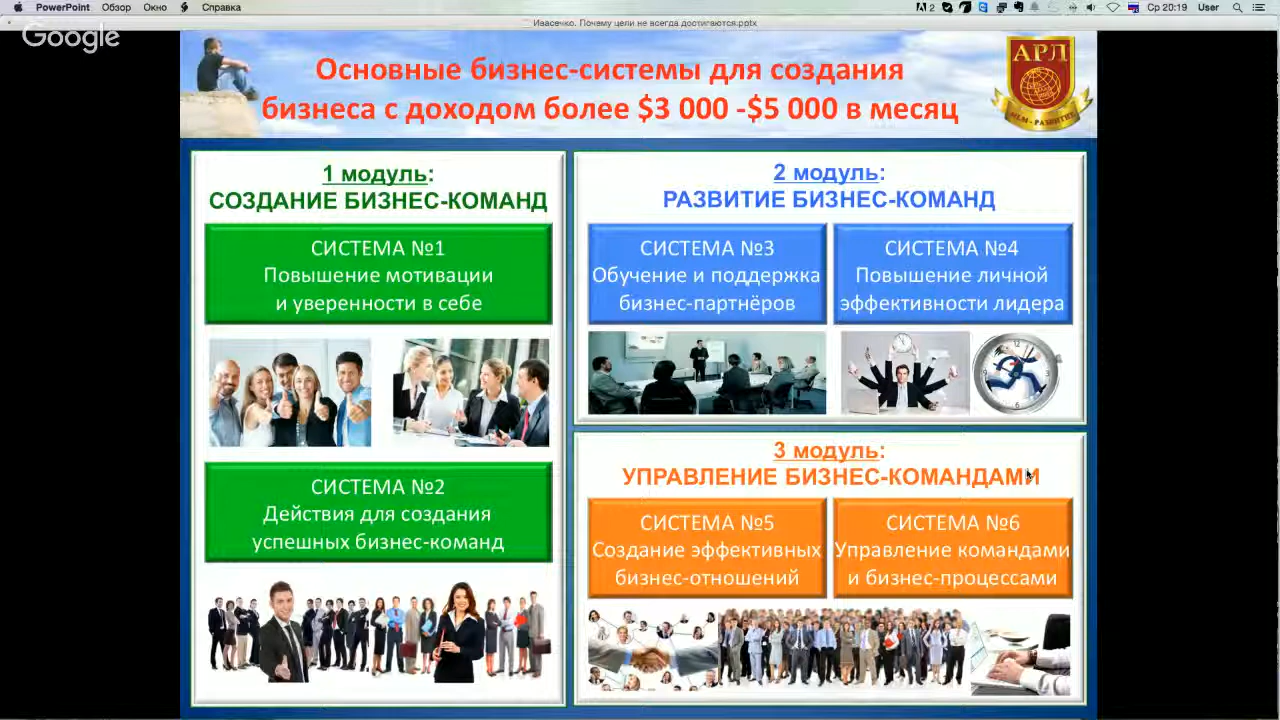 PowerPoint Обзор Окно Справка
2
Ср 20:19 User
Ивасечко. Почему цели не всегда достигаются.pptx
Google
Основные бизнес-системы для создания
бизнеса с доходом более $3 000 -$5 000 в месяц
АРЛ
МЛМ - РАЗВИТИЕ
1 модуль:
СОЗДАНИЕ БИЗНЕС-КОМАНД
СИСТЕМА №1
Повышение мотивации
и уверенности в себе
СИСТЕМА №2
Действия для создания
успешных бизнес-команд
2 модуль:
РАЗВИТИЕ БИЗНЕС-КОМАНД
СИСТЕМА №3
Обучение и поддержка
бизнес-партнёров
СИСТЕМА №4
Повышение личной
эффективности лидера
3 модуль:
УПРАВЛЕНИЕ БИЗНЕС-КОМАНДАМИ
СИСТЕМА №5
Создание эффективных
бизнес-отношений
СИСТЕМА №6
Управление командами
и бизнес-процессами